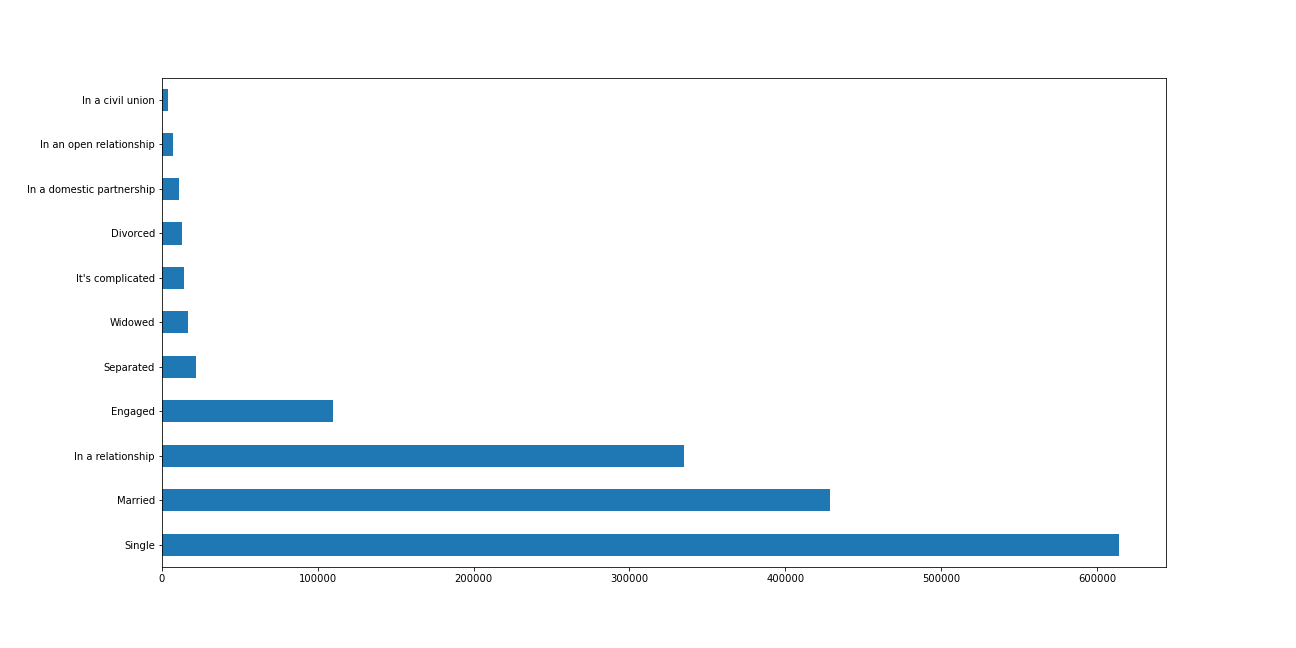 In a civil union
In an open relationship
In a domestic partnership
Divorced
It's complicated
Widowed
Separated
Engaged
In a relationship
Married
Single
0 100000 200000 300000 400000 500000 600000